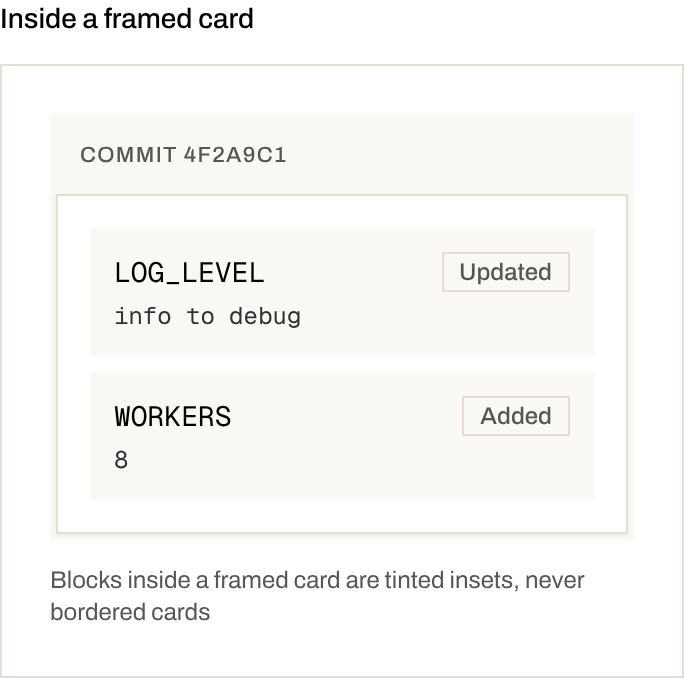 Inside a framed card
COMMIT 4F2A9C1
LOG_LEVEL
Updated
info to debug
WORKERS
Added
8
Blocks inside a framed card are tinted insets, never
bordered cards